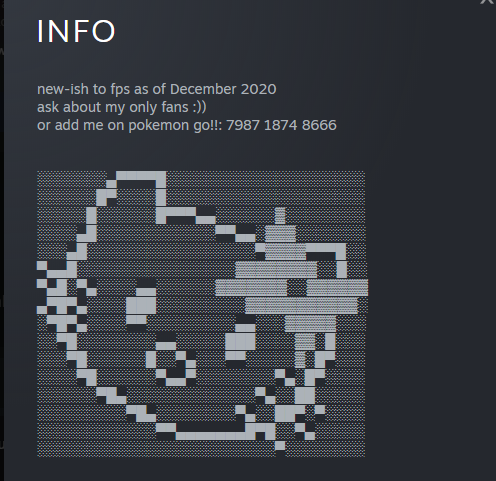 INFO
new-ish to fps as of December 2020
ask about my only fans :))
or add me on pokemon go!!: 7987 1874 8666